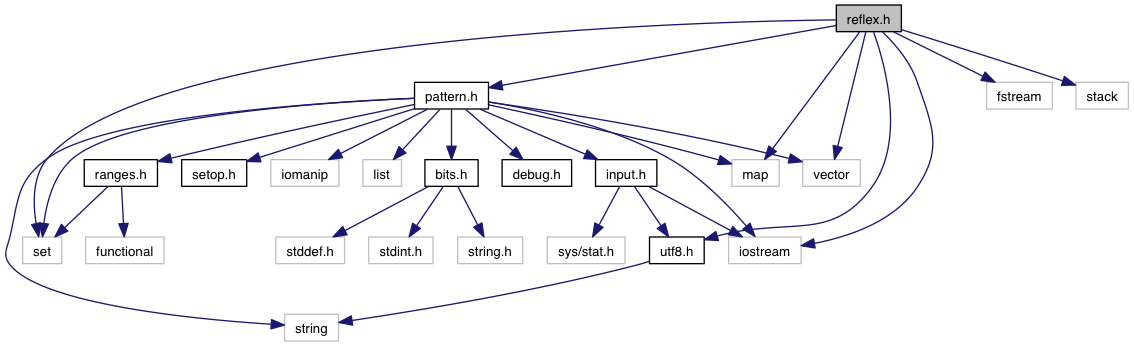 reflex.h
pattern.h
fstream
stack
ranges.h
setop.h
iomanip
list
bits.h
debug.h
input.h
map
vector
set
functional
stddef.h
stdint.h
string.h
sys/stat.h
utf8.h
iostream
string